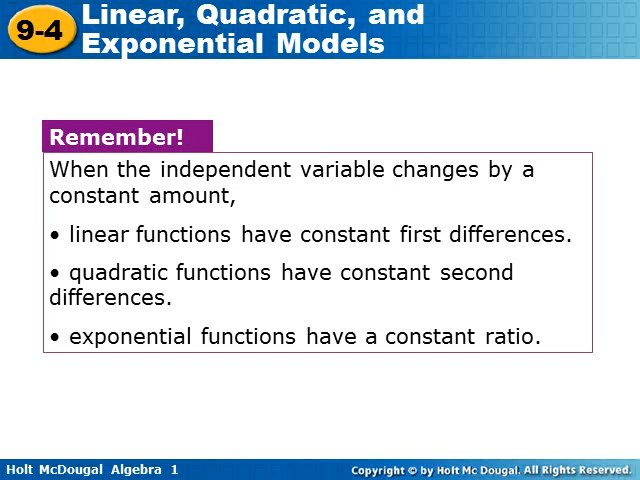 9-4
Linear, Quadratic, and
Exponential Models
Remember!
When the independent variable changes by a
constant amount,
• linear functions have constant first differences.
• quadratic functions have constant second
differences.
• exponential functions have a constant ratio.
Holt McDougal Algebra 1
Copyright © by Holt Mc Dougal. All Rights Reserved.